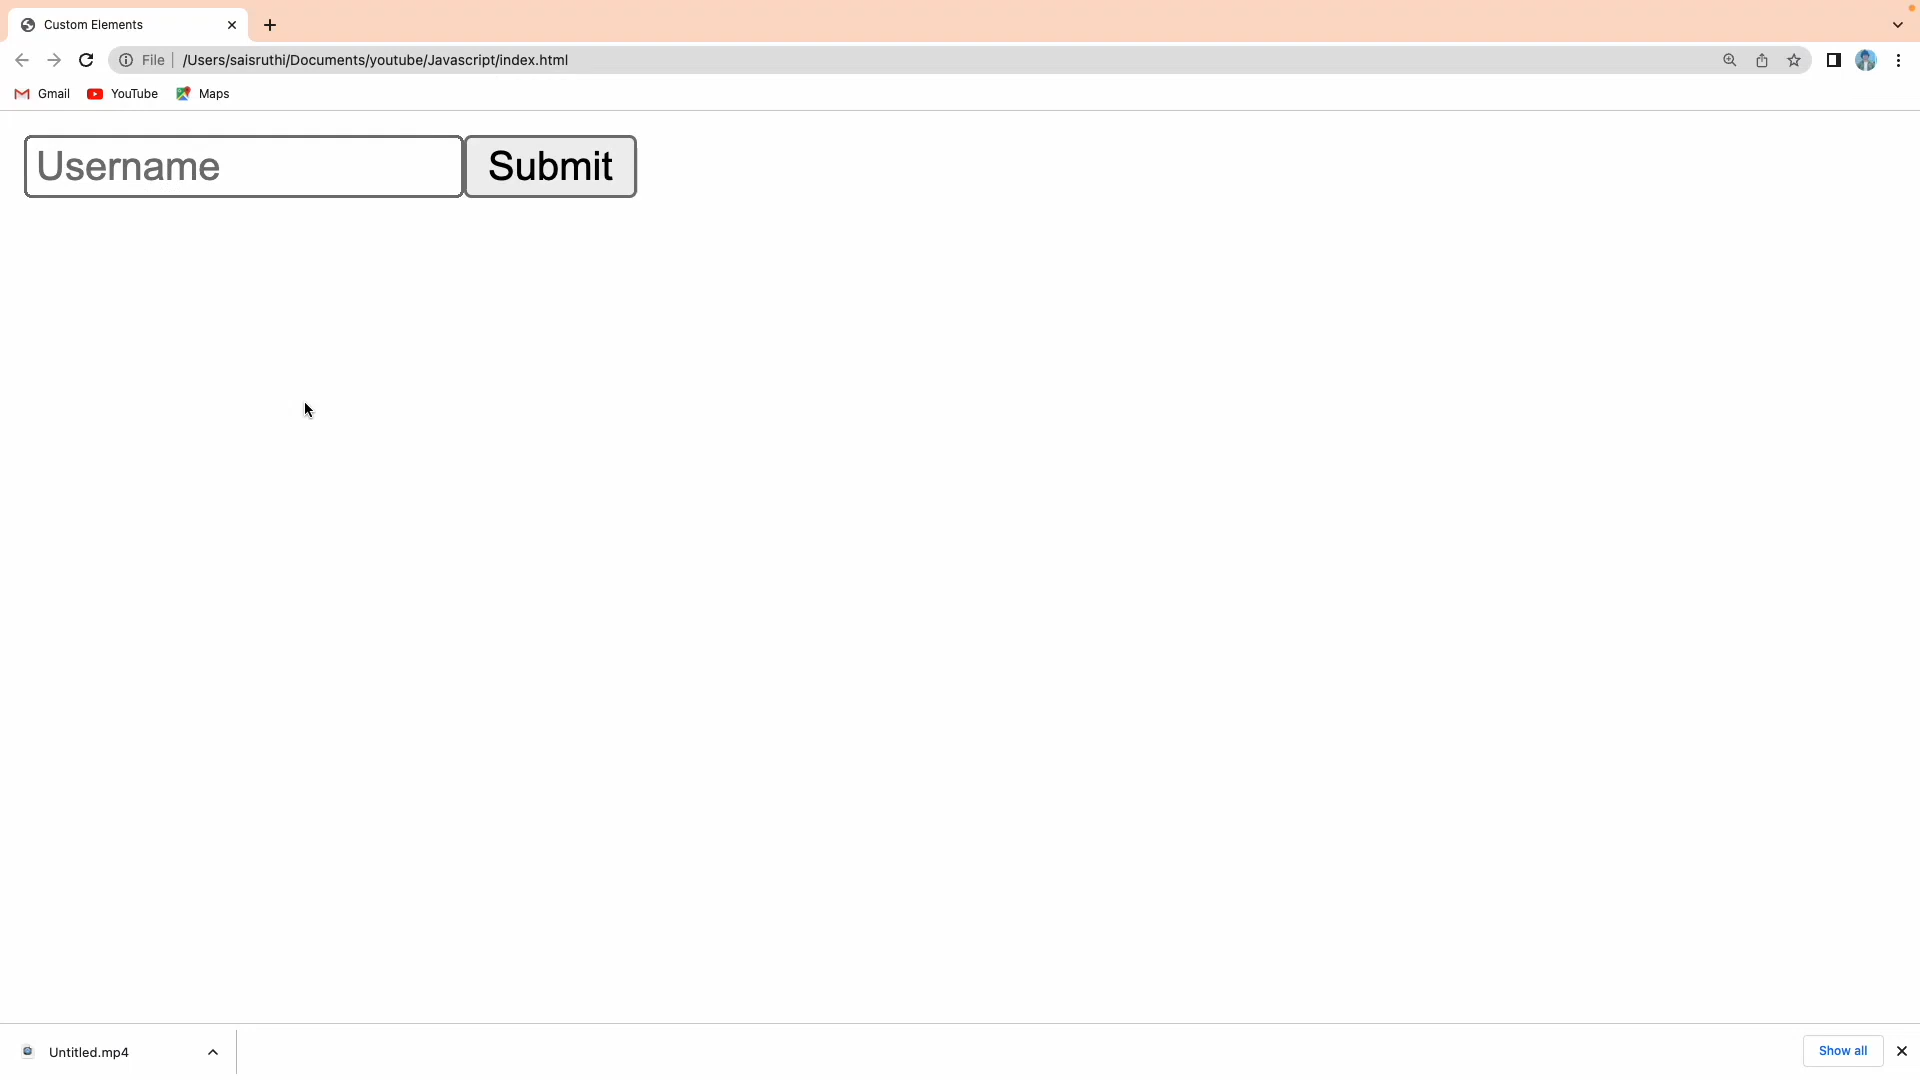 Custom Elements
File /Users/saisruthi/Documents/youtube/Javascript/index.html
Gmail YouTube Maps
Username Submit
Untitled.mp4 Show all